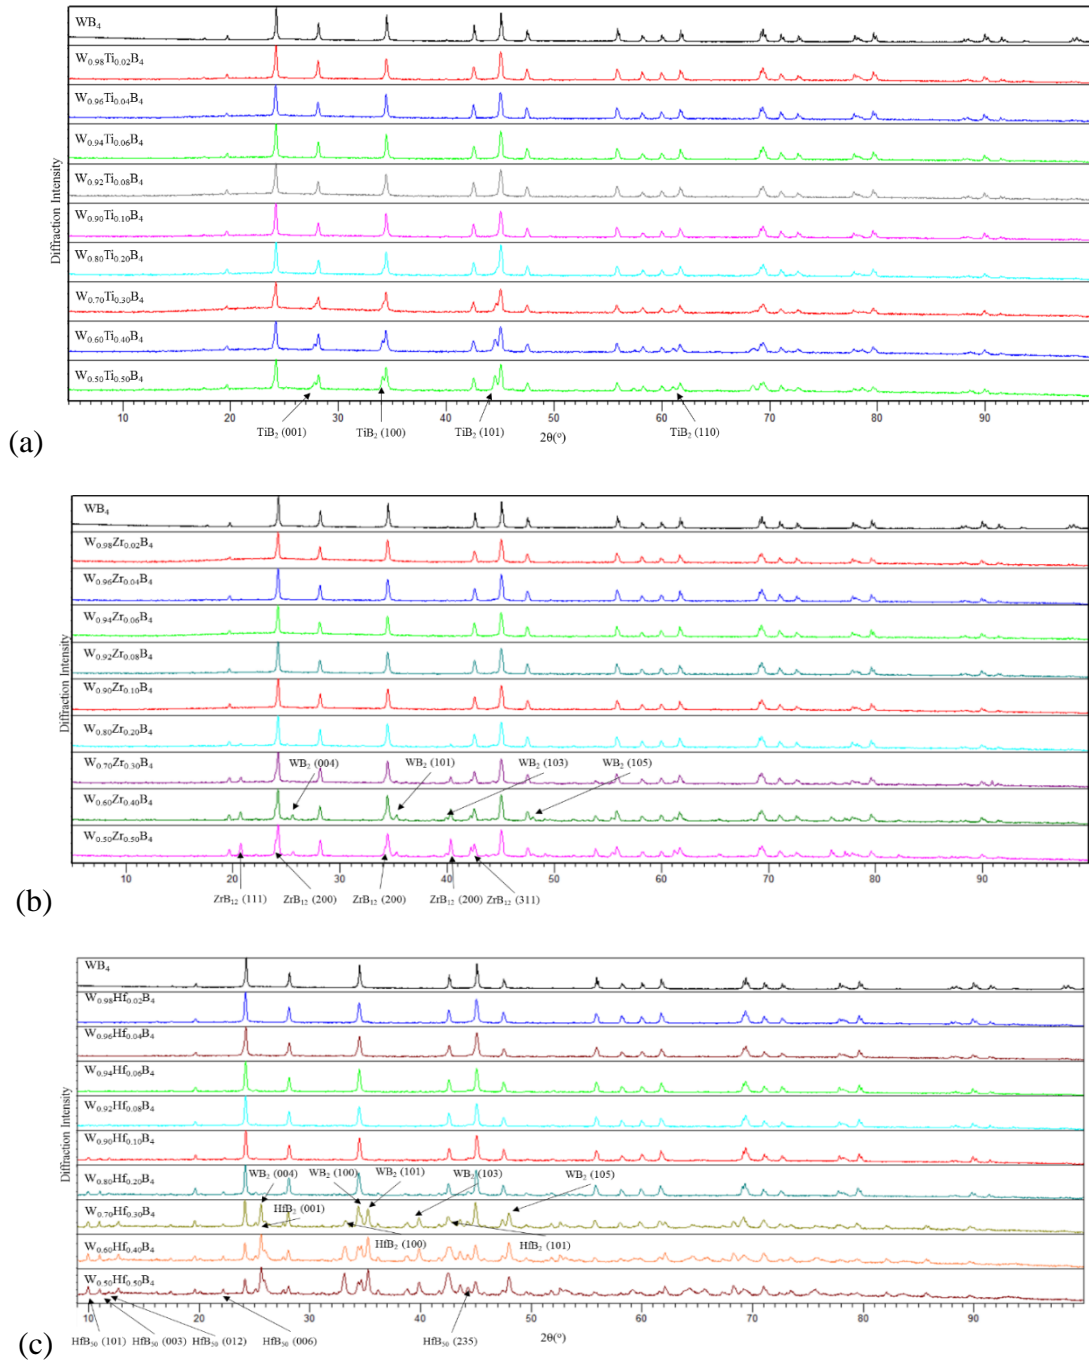 WB₄
W₀.₉₈Ti₀.₀₂B₄
W₀.₉₆Ti₀.₀₄B₄
W₀.₉₄Ti₀.₀₆B₄
W₀.₉₂Ti₀.₀₈B₄
W₀.₉₀Ti₀.₁₀B₄
W₀.₈₀Ti₀.₂₀B₄
W₀.₇₀Ti₀.₃₀B₄
W₀.₆₀Ti₀.₄₀B₄
W₀.₅₀Ti₀.₅₀B₄
Diffraction Intensity
10 20 30 40 50 60 70 80 90
TiB₂ (001) TiB₂ (100) TiB₂ (101) 2θ(°) TiB₂ (110)
(a)
WB₄
W₀.₉₈Zr₀.₀₂B₄
W₀.₉₆Zr₀.₀₄B₄
W₀.₉₄Zr₀.₀₆B₄
W₀.₉₂Zr₀.₀₈B₄
W₀.₉₀Zr₀.₁₀B₄
W₀.₈₀Zr₀.₂₀B₄
W₀.₇₀Zr₀.₃₀B₄
WB₂ (004) WB₂ (101) WB₂ (103) WB₂ (105)
W₀.₆₀Zr₀.₄₀B₄
W₀.₅₀Zr₀.₅₀B₄
Diffraction Intensity
10 20 30 40 50 60 70 80 90
ZrB₁₂ (111) ZrB₁₂ (200) ZrB₁₂ (200) ZrB₁₂ (200) ZrB₁₂ (311)
(b)
WB₄
W₀.₉₈Hf₀.₀₂B₄
W₀.₉₆Hf₀.₀₄B₄
W₀.₉₄Hf₀.₀₆B₄
W₀.₉₂Hf₀.₀₈B₄
W₀.₉₀Hf₀.₁₀B₄
W₀.₈₀Hf₀.₂₀B₄
WB₂ (004) WB₂ (100) WB₂ (101) WB₂ (103) WB₂ (105)
W₀.₇₀Hf₀.₃₀B₄
HfB₂ (001)
HfB₂ (100) HfB₂ (101)
W₀.₆₀Hf₀.₄₀B₄
W₀.₅₀Hf₀.₅₀B₄
Diffraction Intensity
10 20 30 40 50 60 70 80 90
HfB₅₀ (101) HfB₅₀ (003) HfB₅₀ (012) HfB₅₀ (006) HfB₅₀ (235) 2θ(°)
(c)